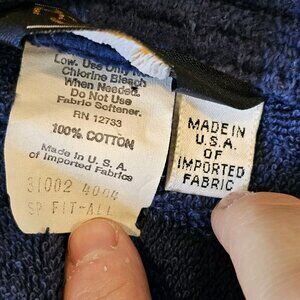 Low. Use Only No
Chlorine Bleach
When Needed.
Do Not Use
Fabric Softener.
RN 12733
100% COTTON
Made in U.S.A
of Imported Fabrics
31002 4004
SP FIT-ALL
MADE IN
U.S.A.
OF
IMPORTED
FABRIC